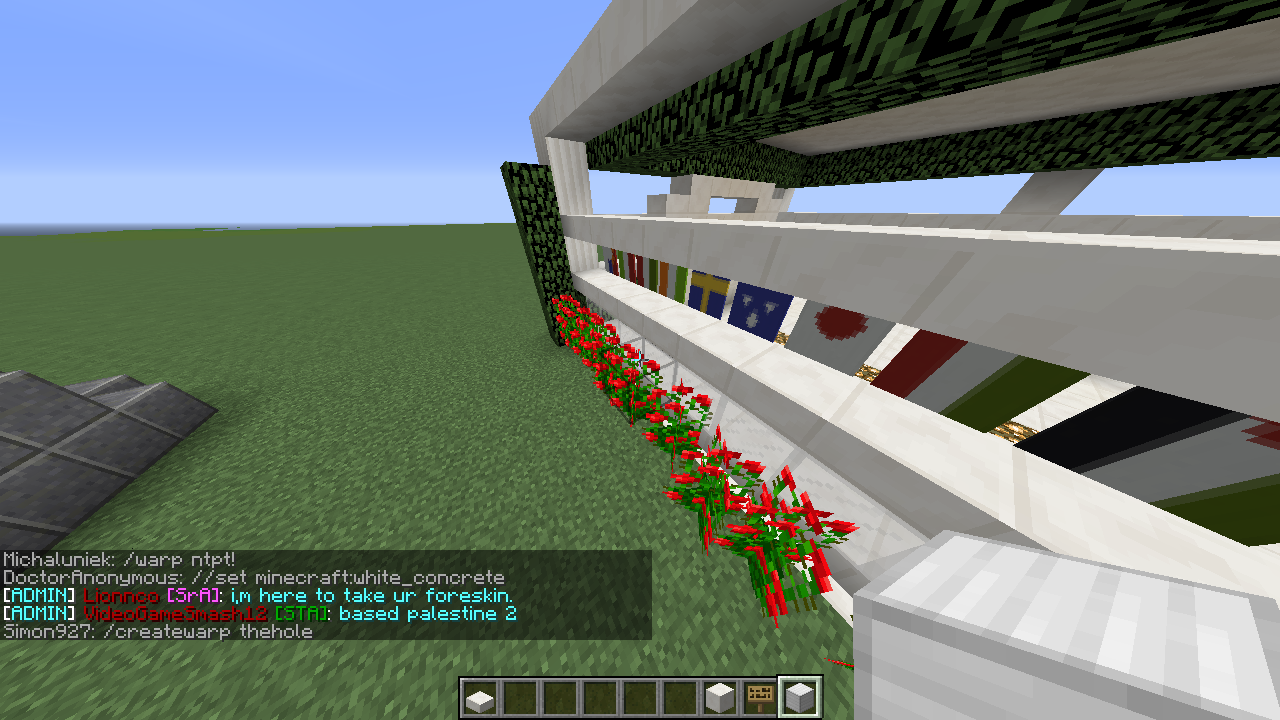 Michaluniek: /warp ntpt!
DoctorAnonymous: //set minecraft:white_concrete
[ADMIN] Lionnco [SrA]: i,m here to take ur foreskin.
[ADMIN] VideoGameSmash12 [STA]: based palestine 2
Simon927: /createwarp thehole